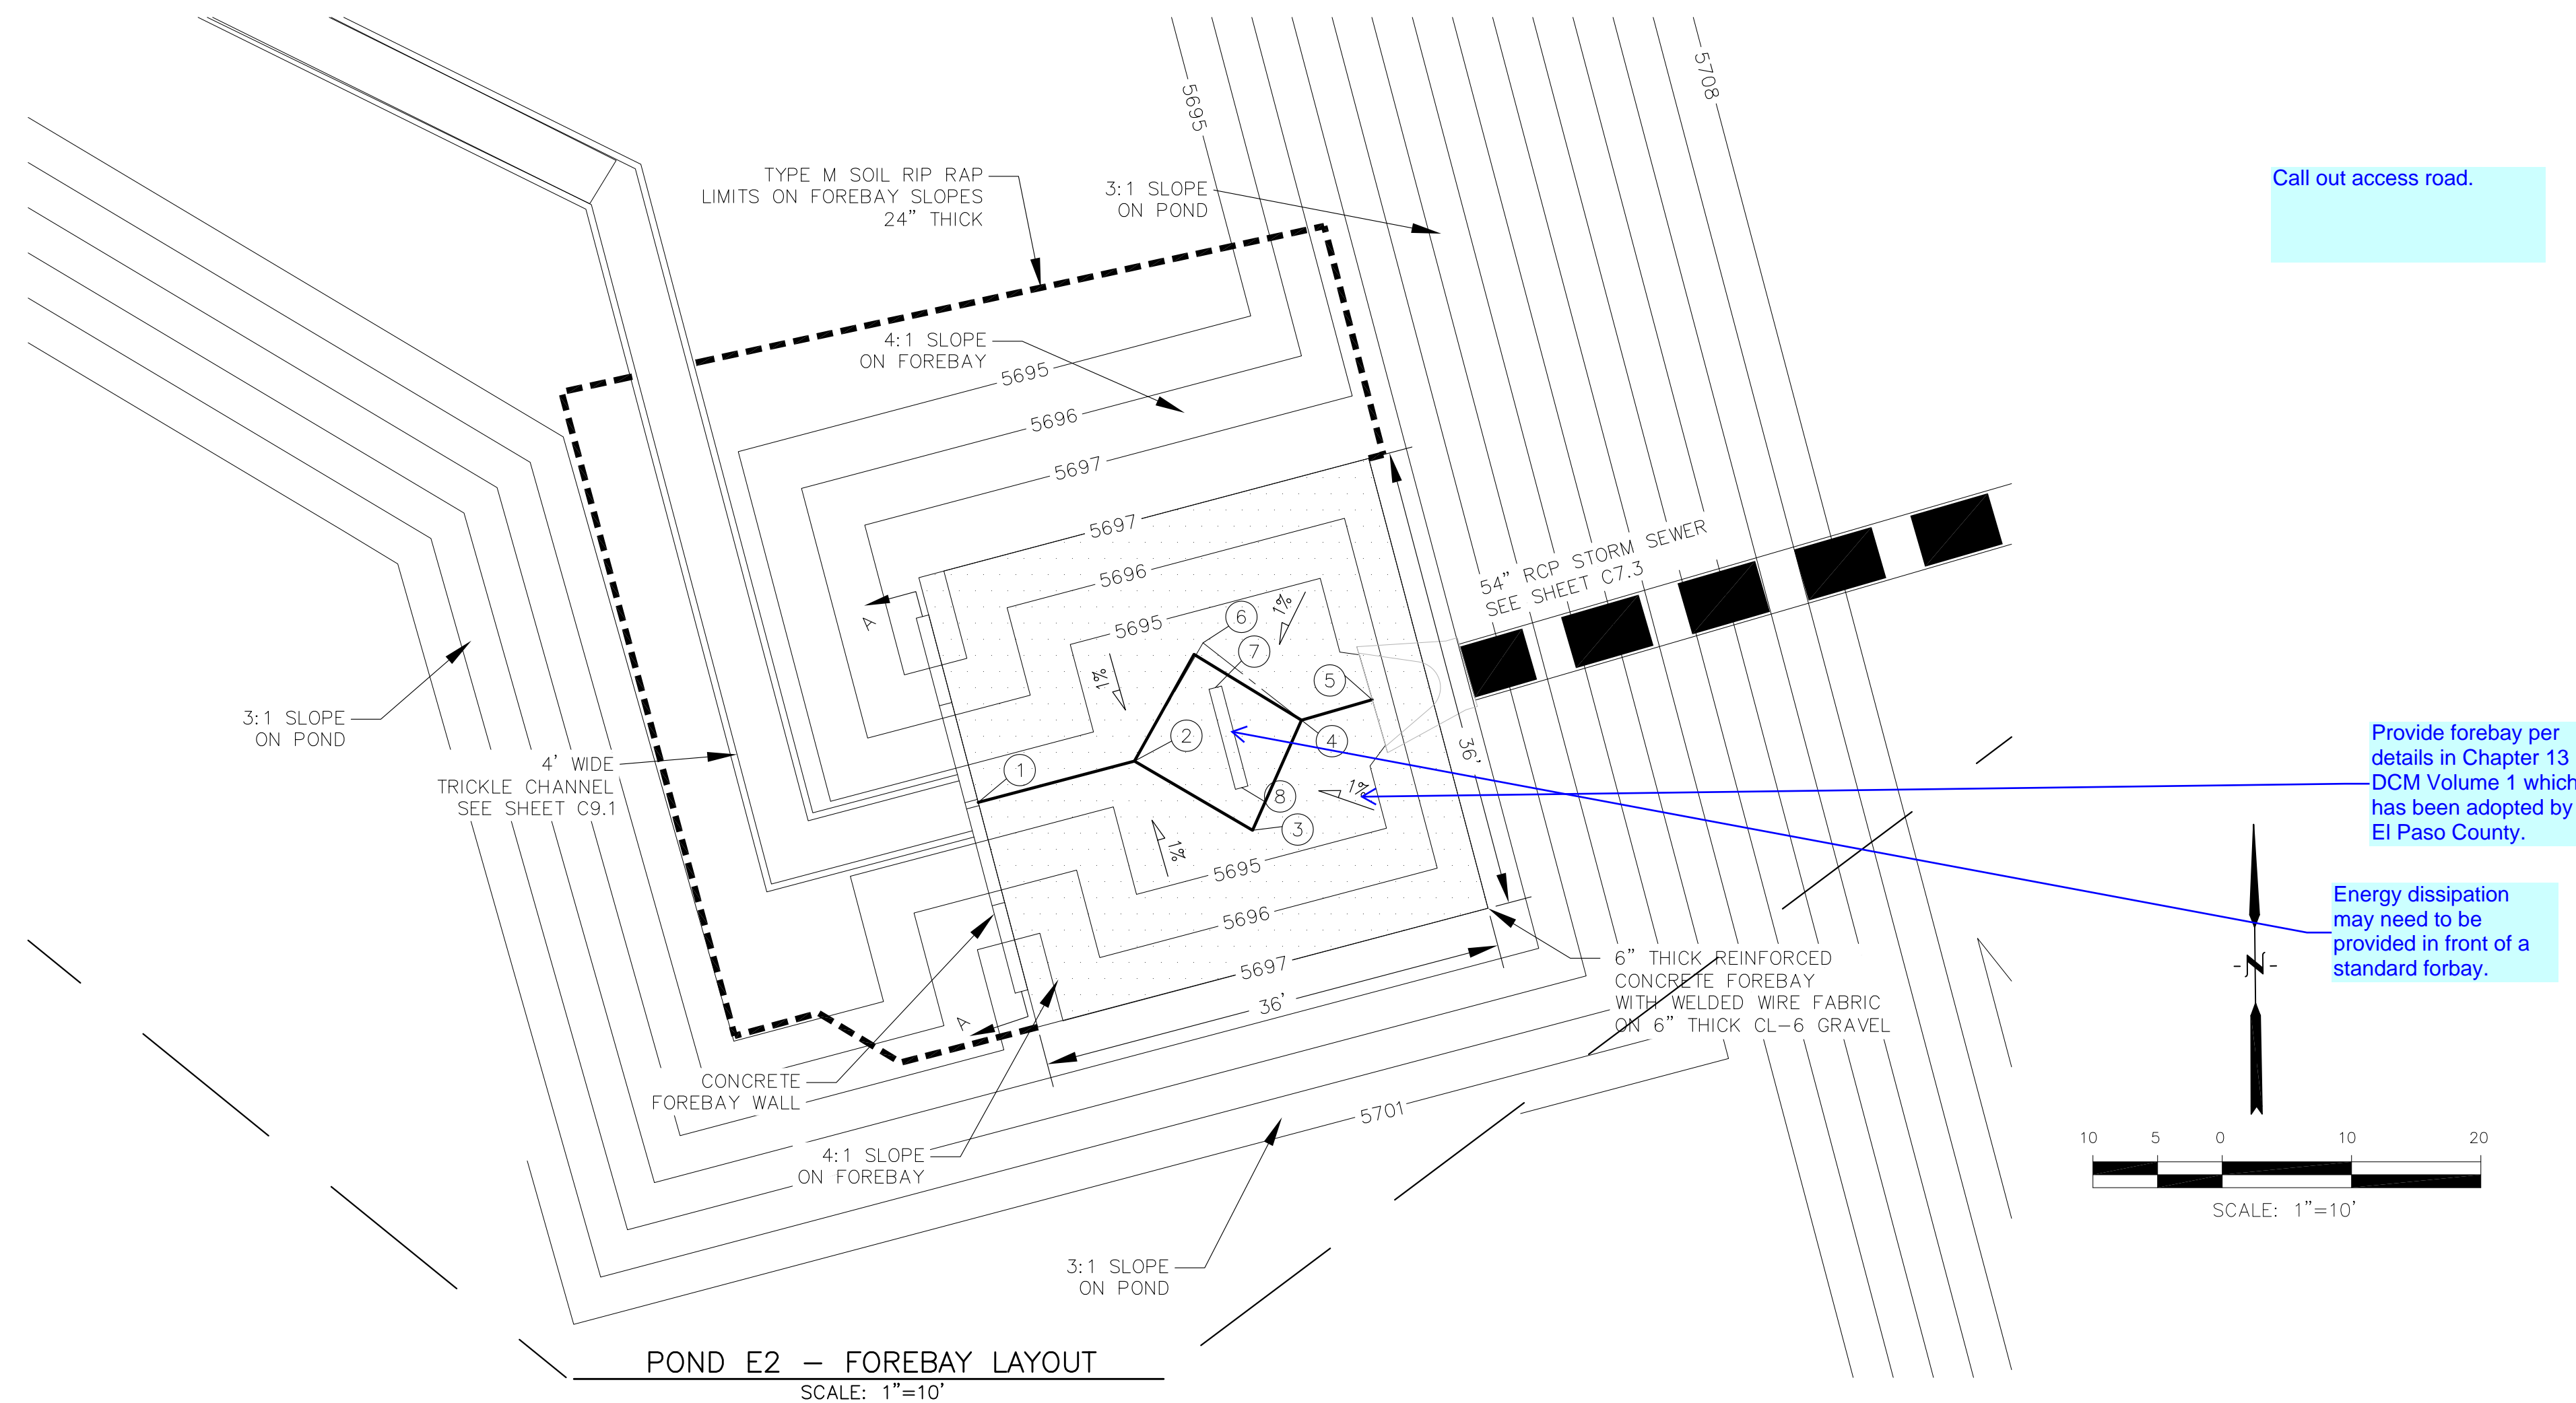 5695
5708
TYPE M SOIL RIP RAP
LIMITS ON FOREBAY SLOPES
24" THICK
3:1 SLOPE
ON POND
Call out access road.
4:1 SLOPE
ON FOREBAY
5695
5696
5697
5697
5696
5695
54" RCP STORM SEWER
SEE SHEET C7.3
A
1%
1%
6
7
5
4
2
1
8
3
1%
1%
36'
3:1 SLOPE
ON POND
4' WIDE
TRICKLE CHANNEL
SEE SHEET C9.1
Provide forebay per
details in Chapter 13
DCM Volume 1 which
has been adopted by
El Paso County.
Energy dissipation
may need to be
provided in front of a
standard forbay.
5695
5696
5697
36'
A
6" THICK REINFORCED
CONCRETE FOREBAY
WITH WELDED WIRE FABRIC
ON 6" THICK CL-6 GRAVEL
N
CONCRETE
FOREBAY WALL
4:1 SLOPE
ON FOREBAY
5701
3:1 SLOPE
ON POND
10 5 0 10 20
SCALE: 1"=10'
POND E2 - FOREBAY LAYOUT
SCALE: 1"=10'